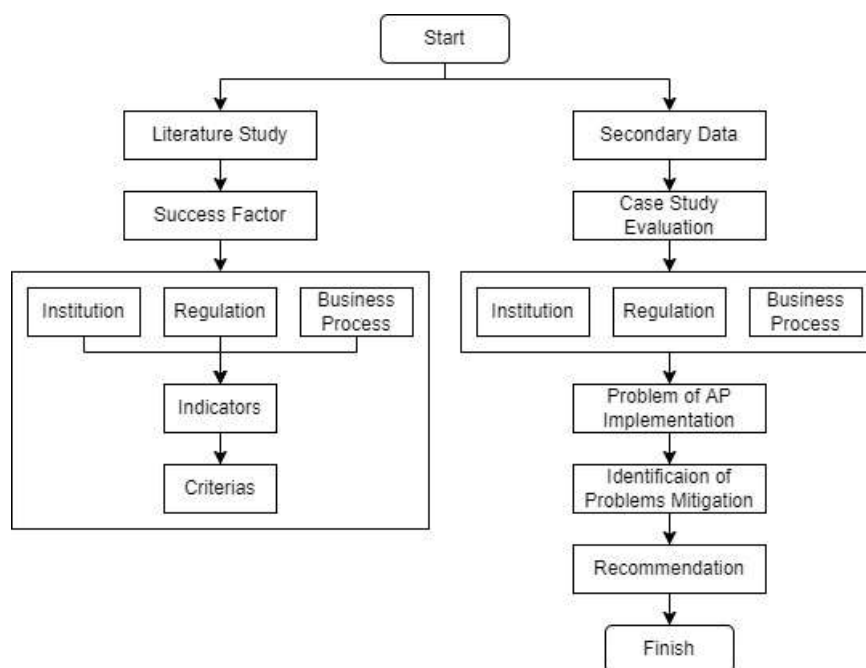 Start
Literature Study
Secondary Data
Success Factor
Case Study
Evaluation
Institution
Regulation
Business
Process
Institution
Regulation
Business
Process
Indicators
Problem of AP
Implementation
Criterias
Identificaion of
Problems Mitigation
Recommendation
Finish